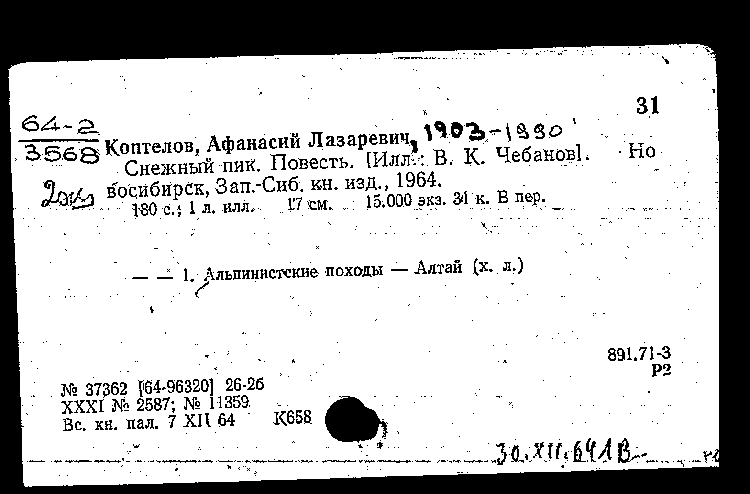 31
64-2
3568
2экз
Коптелов, Афанасий Лазаревич, 1903-1990
Снежный пик. Повесть. [Илл.: В. К. Чебанов]. Но
восибирск, Зап.-Сиб. кн. изд., 1964.
180 с.; 1 л. илл. 17 см. 15.000 экз. 31 к. В пер.
— — 1. Альпинистские походы — Алтай (х. л.)
891.71-3
Р2
№ 37362 [64-96320] 26-26
XXXI № 2587; № 11359
Вс. кн. пал. 7 XII 64 К658
30.XII.64